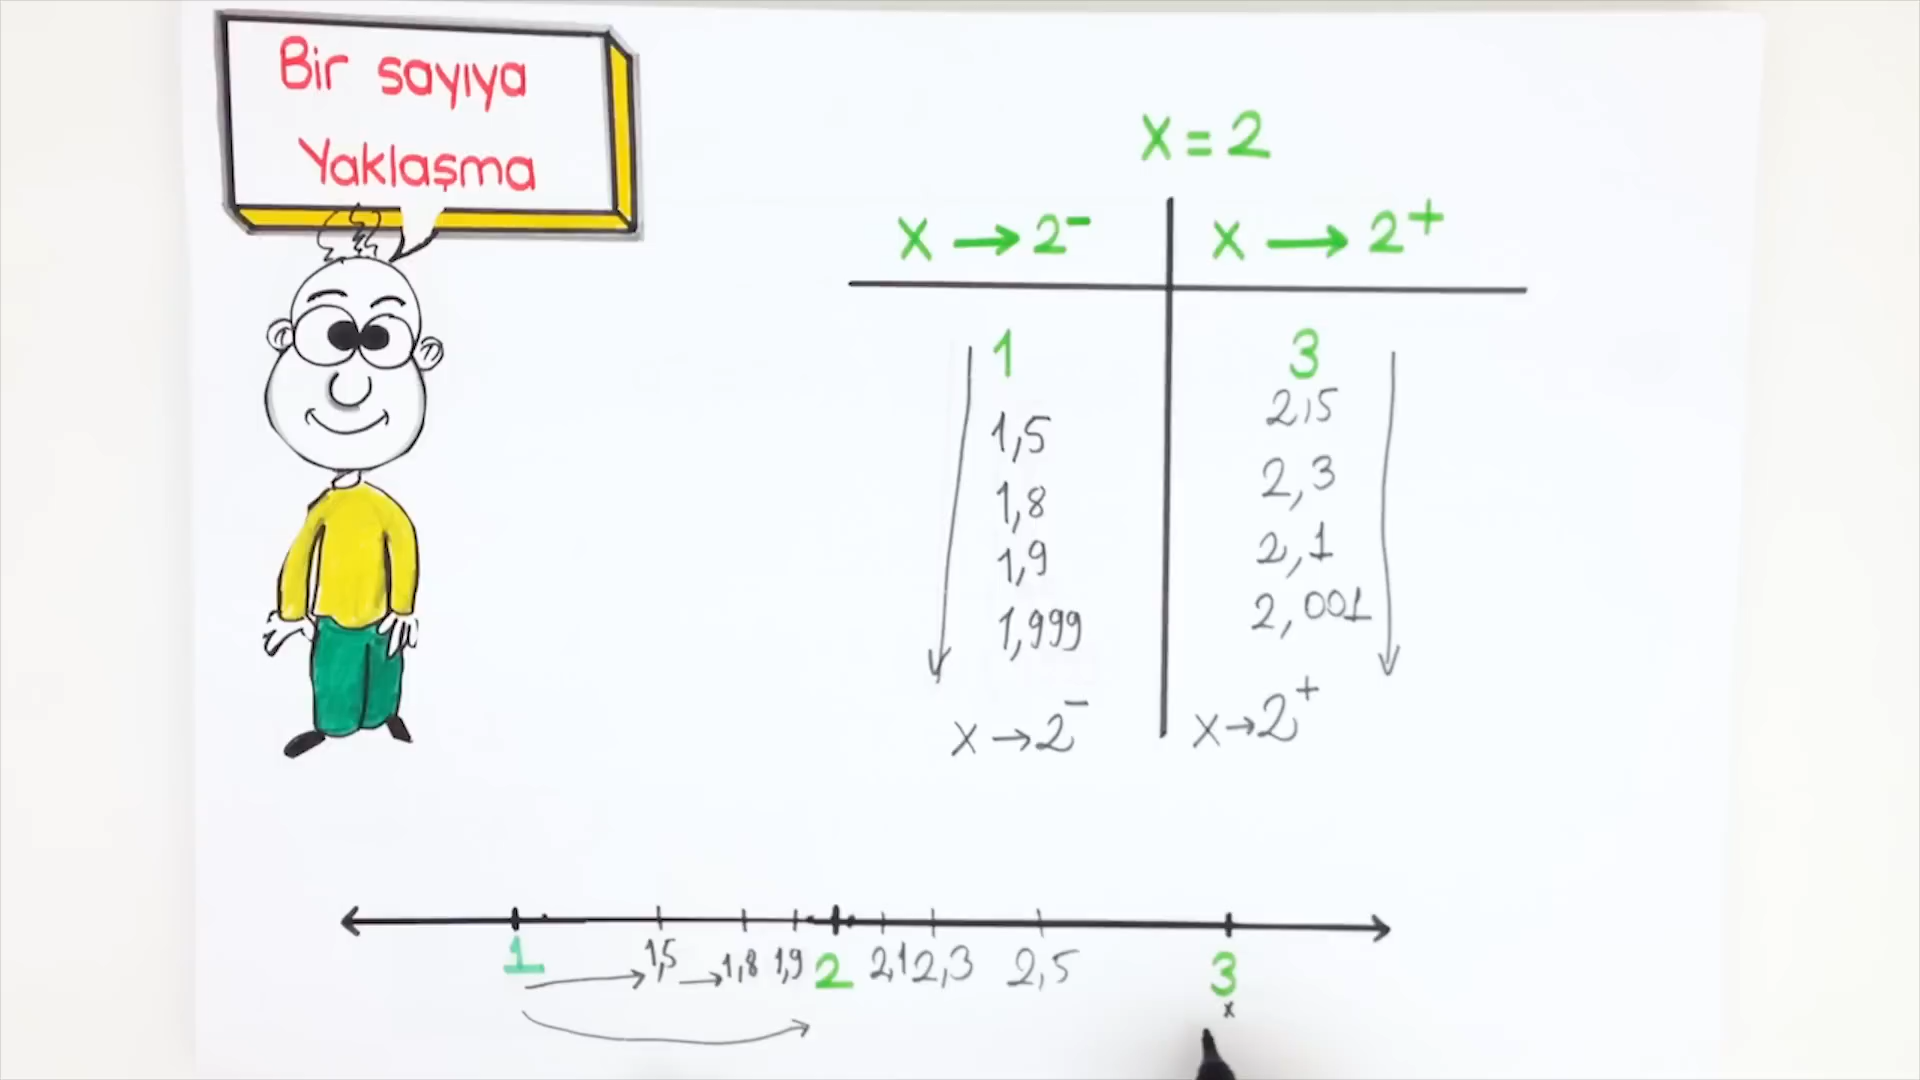 Bir sayıya
Yaklaşma
x = 2
x → 2⁻ x → 2⁺
1 3
1,5 2,5
1,8 2,3
1,9 2,1
1,999 2,001
x → 2⁻ x → 2⁺
1 1,5 1,8 1,9 2 2,1 2,3 2,5 3
x